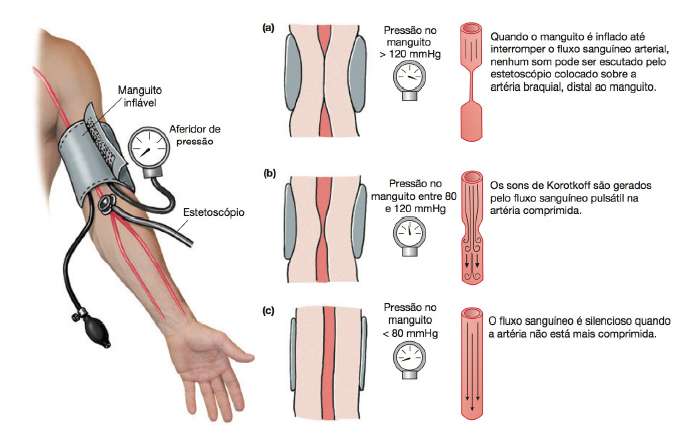 Manguito
inflável
Aferidor de
pressão
Estetoscópio
(a)
Pressão no
manguito
> 120 mmHg
Quando o manguito é inflado até
interromper o fluxo sanguíneo arterial,
nenhum som pode ser escutado pelo
estetoscópio colocado sobre a
artéria braquial, distal ao manguito.
(b)
Pressão no
manguito entre 80
e 120 mmHg
Os sons de Korotkoff são gerados
pelo fluxo sanguíneo pulsátil na
artéria comprimida.
(c)
Pressão no
manguito
< 80 mmHg
O fluxo sanguíneo é silencioso quando
a artéria não está mais comprimida.